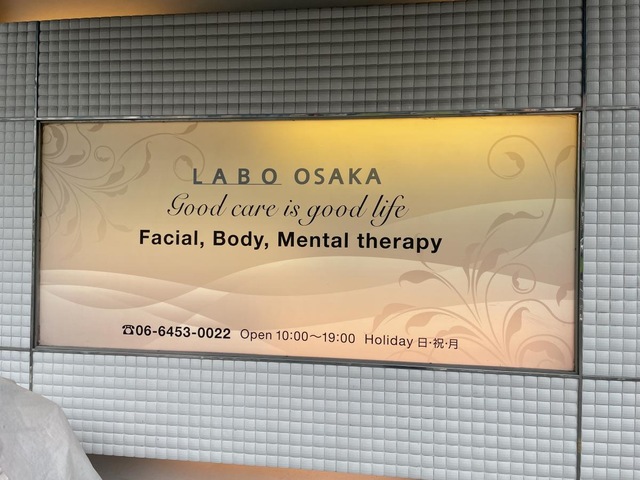 LABO OSAKA
Good care is good life
Facial, Body, Mental therapy
☎06-6453-0022 Open 10:00〜19:00 Holiday 日・祝・月